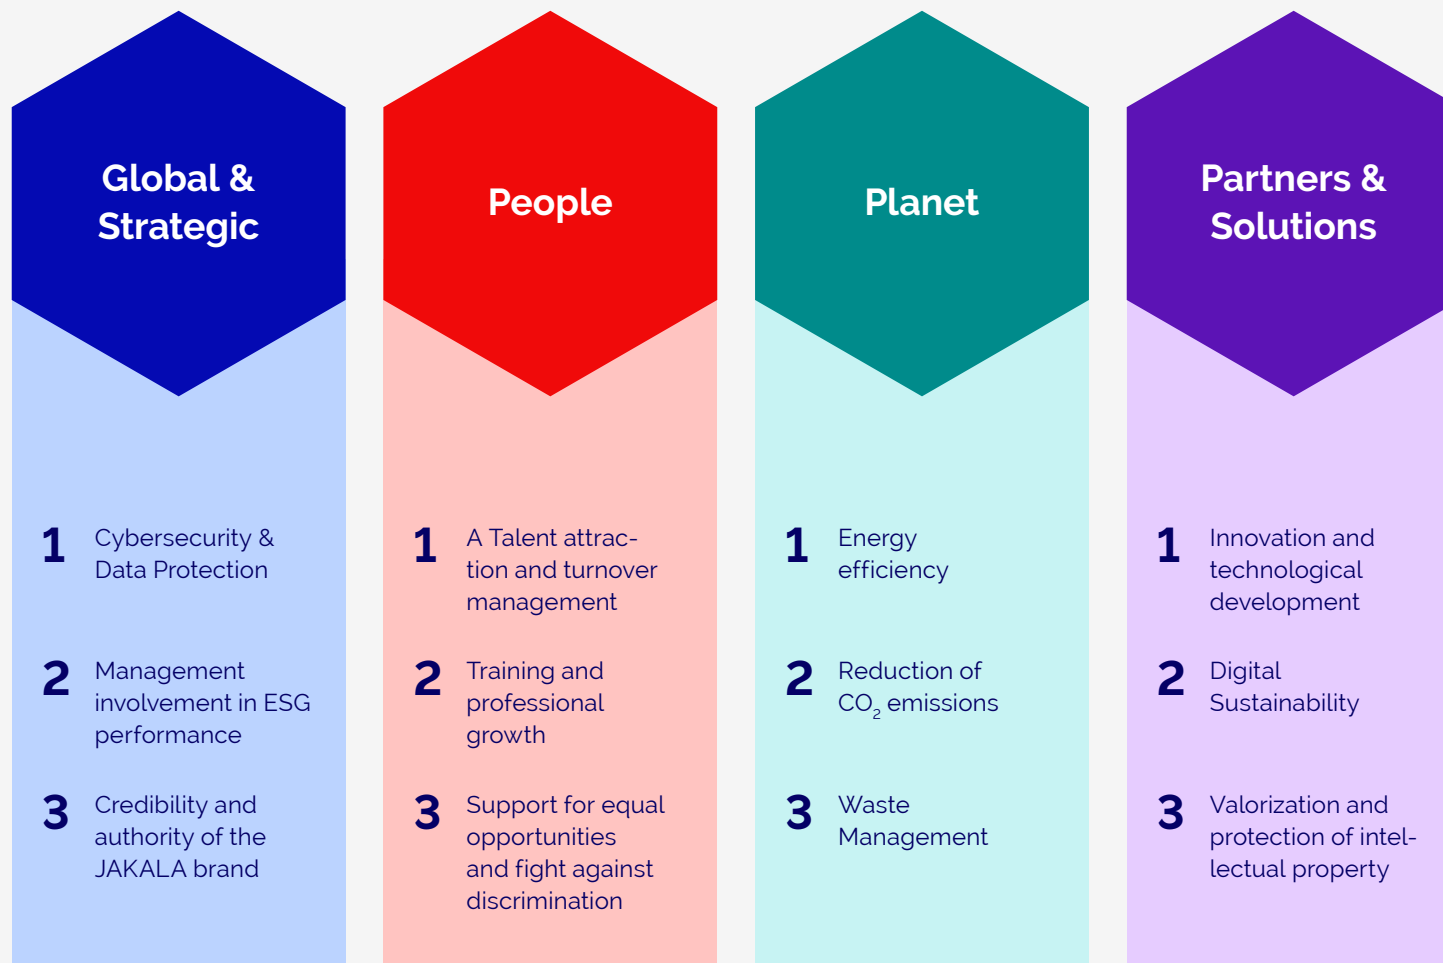 Global &
Strategic
1
Cybersecurity &
Data Protection
2
Management
involvement in ESG
performance
3
Credibility and
authority of the
JAKALA brand
People
1
A Talent attrac-
tion and turnover
management
2
Training and
professional
growth
3
Support for equal
opportunities
and fight against
discrimination
Planet
1
Energy
efficiency
2
Reduction of
CO₂ emissions
3
Waste
Management
Partners &
Solutions
1
Innovation and
technological
development
2
Digital
Sustainability
3
Valorization and
protection of intel-
lectual property